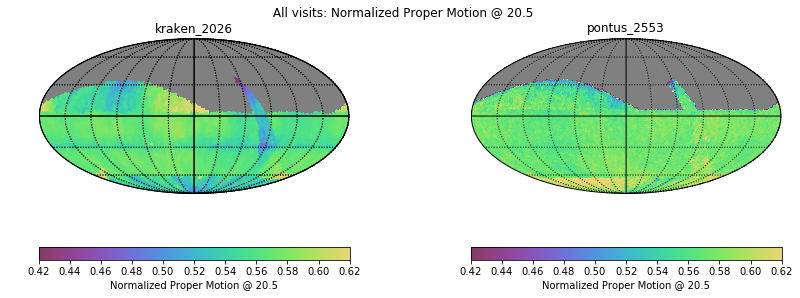 All visits: Normalized Proper Motion @ 20.5
kraken_2026
pontus_2553
0.42 0.44 0.46 0.48 0.50 0.52 0.54 0.56 0.58 0.60 0.62
Normalized Proper Motion @ 20.5
0.42 0.44 0.46 0.48 0.50 0.52 0.54 0.56 0.58 0.60 0.62
Normalized Proper Motion @ 20.5